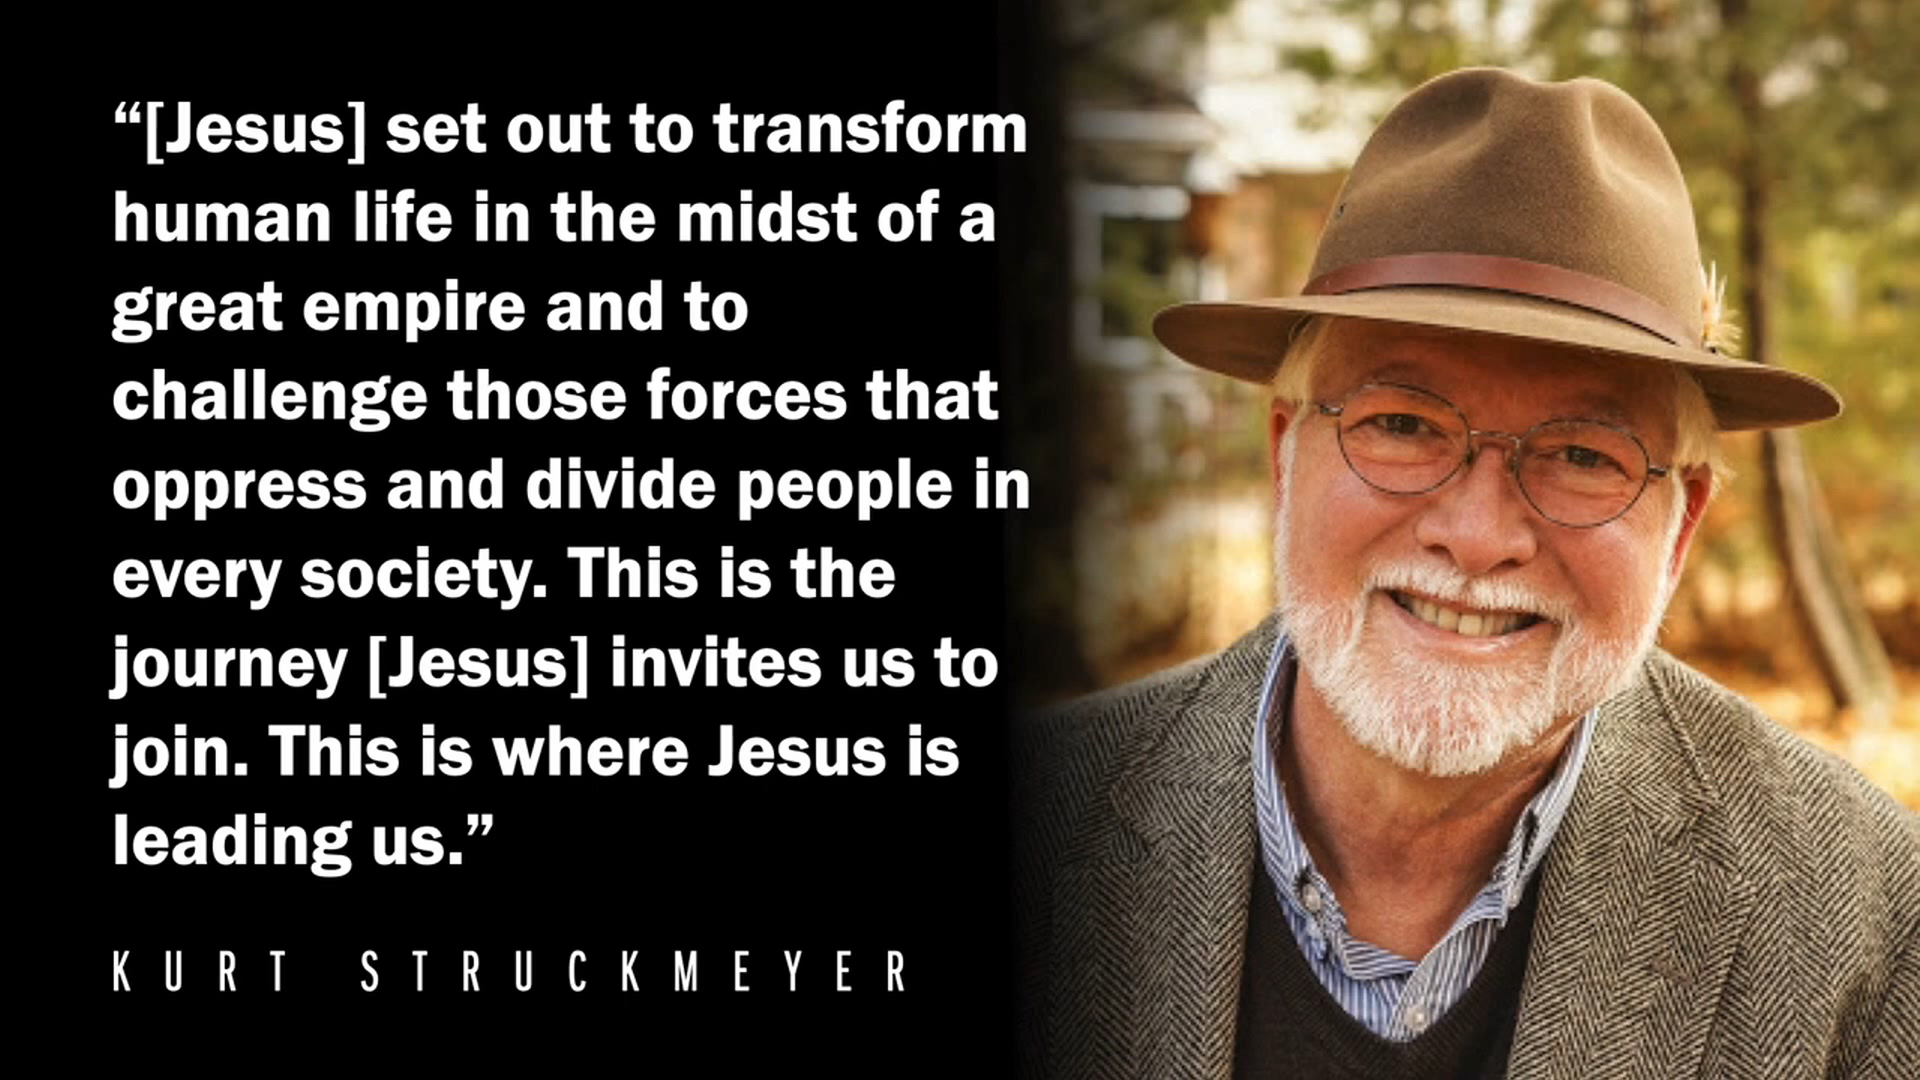 “[Jesus] set out to transform
human life in the midst of a
great empire and to
challenge those forces that
oppress and divide people in
every society. This is the
journey [Jesus] invites us to
join. This is where Jesus is
leading us.”
KURT STRUCKMEYER